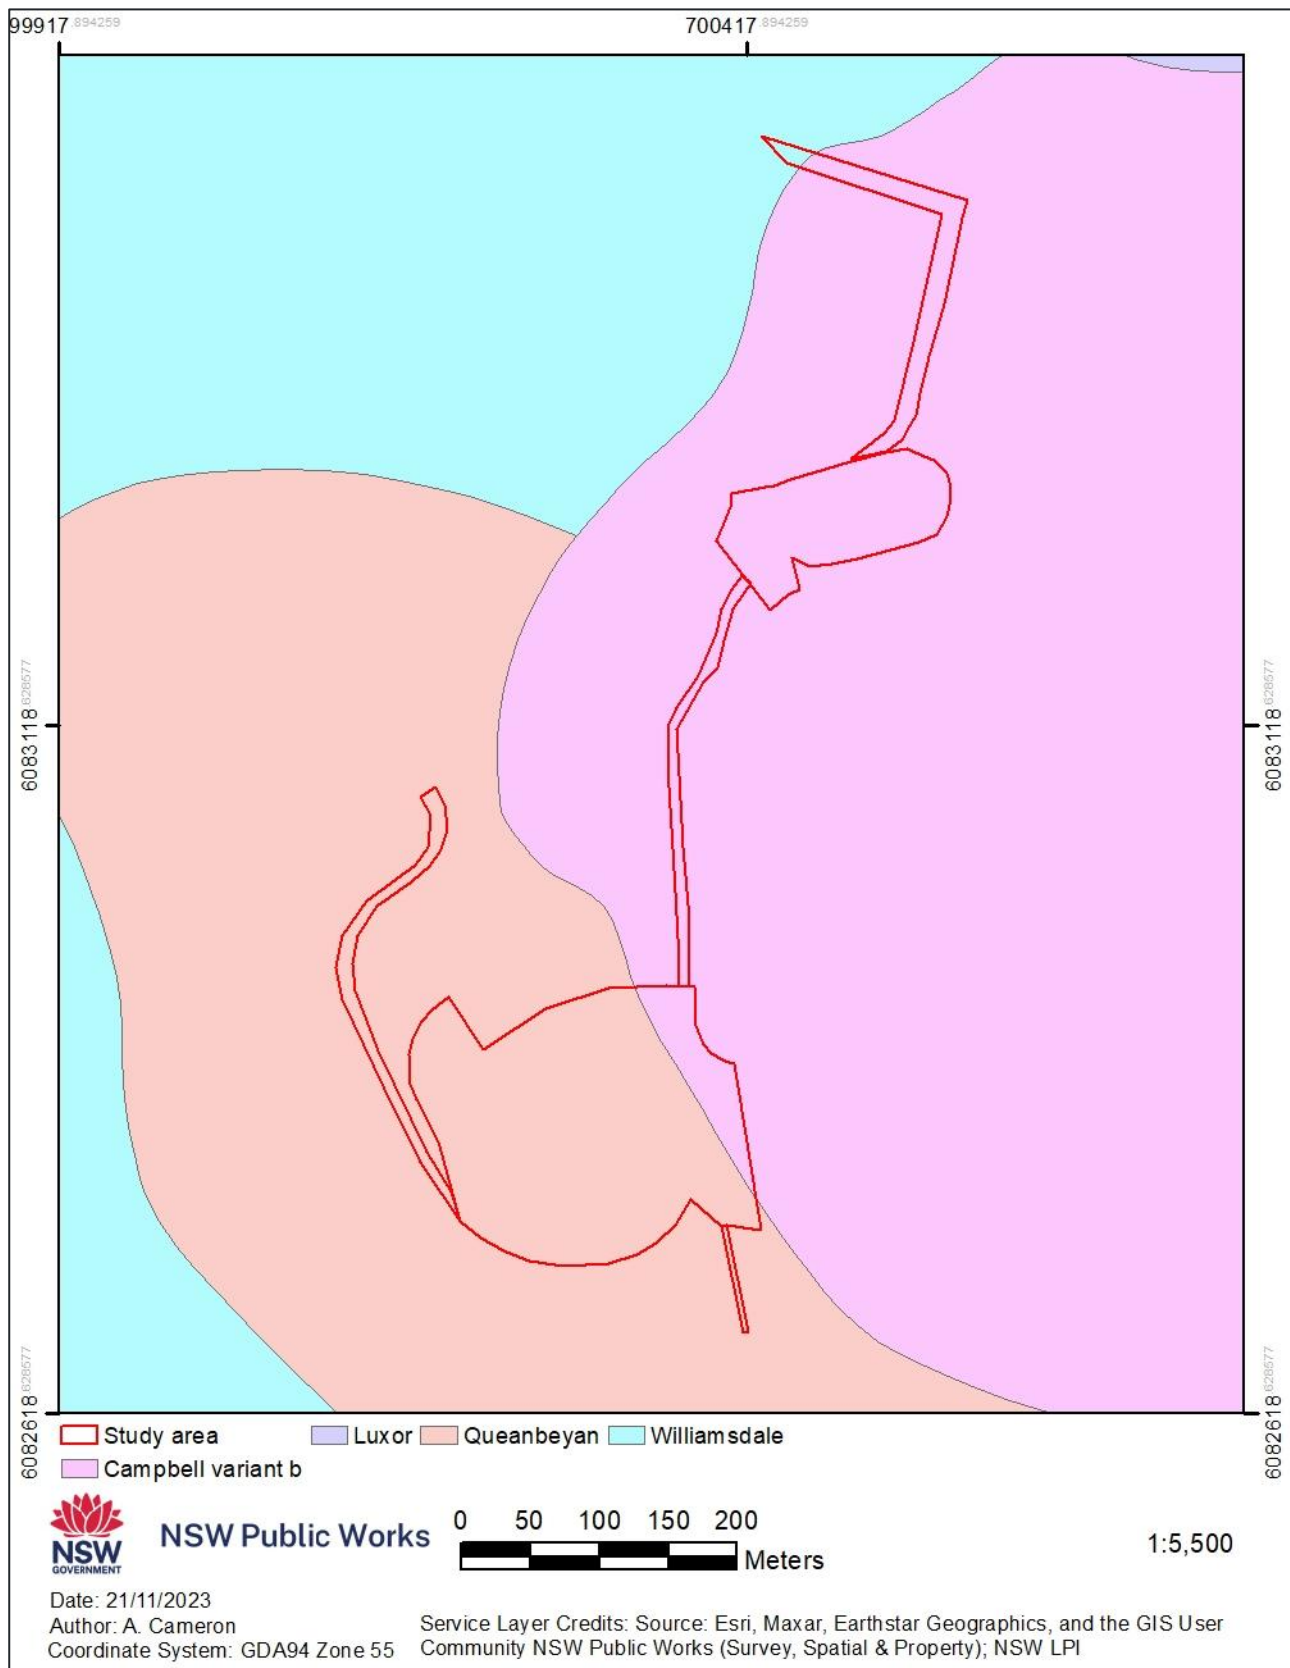 99917.894259
700417.894259
6083118.628577
6083118.628577
6082618.628577
6082618.628577
Study area
Luxor
Queanbeyan
Williamsdale
Campbell variant b
NSW
GOVERNMENT
NSW Public Works
0 50 100 150 200
Meters
1:5,500
Date: 21/11/2023
Author: A. Cameron
Coordinate System: GDA94 Zone 55
Service Layer Credits: Source: Esri, Maxar, Earthstar Geographics, and the GIS User
Community NSW Public Works (Survey, Spatial & Property); NSW LPI